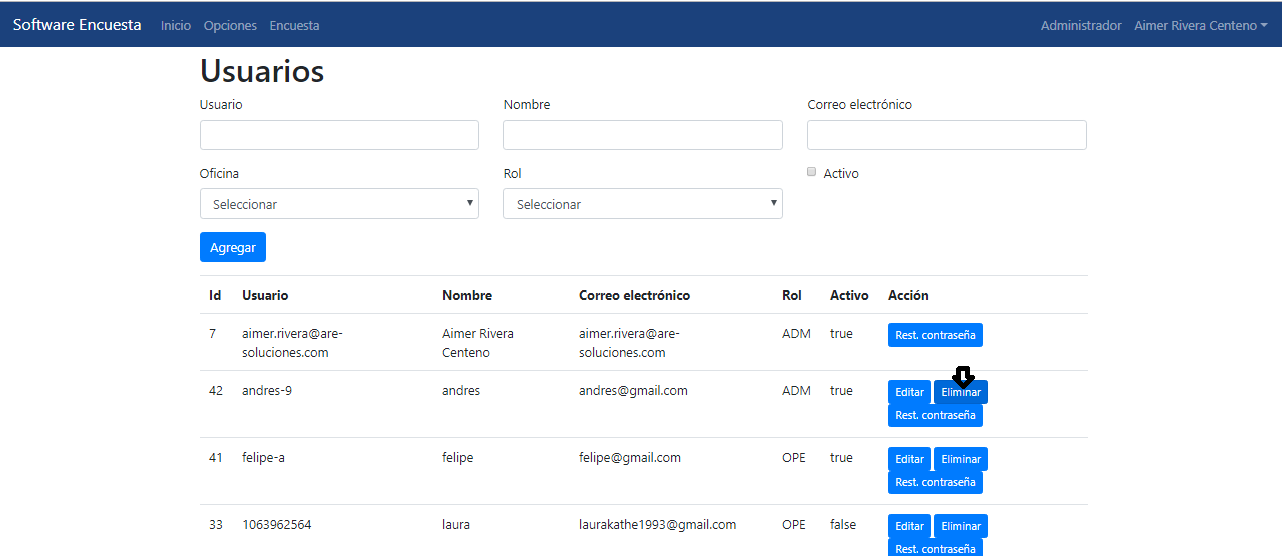 Software Encuesta Inicio Opciones Encuesta Administrador Aimer Rivera Centeno
Usuarios
Usuario Nombre Correo electrónico
Oficina Rol Activo
Seleccionar Seleccionar
Agregar
Id Usuario Nombre Correo electrónico Rol Activo Acción
7 aimer.rivera@are- Aimer Rivera aimer.rivera@are- ADM true Rest. contraseña
soluciones.com Centeno soluciones.com
42 andres-9 andres andres@gmail.com ADM true Editar Eliminar
Rest. contraseña
41 felipe-a felipe felipe@gmail.com OPE true Editar Eliminar
Rest. contraseña
33 1063962564 laura laurakathe1993@gmail.com OPE false Editar Eliminar
Rest. contraseña